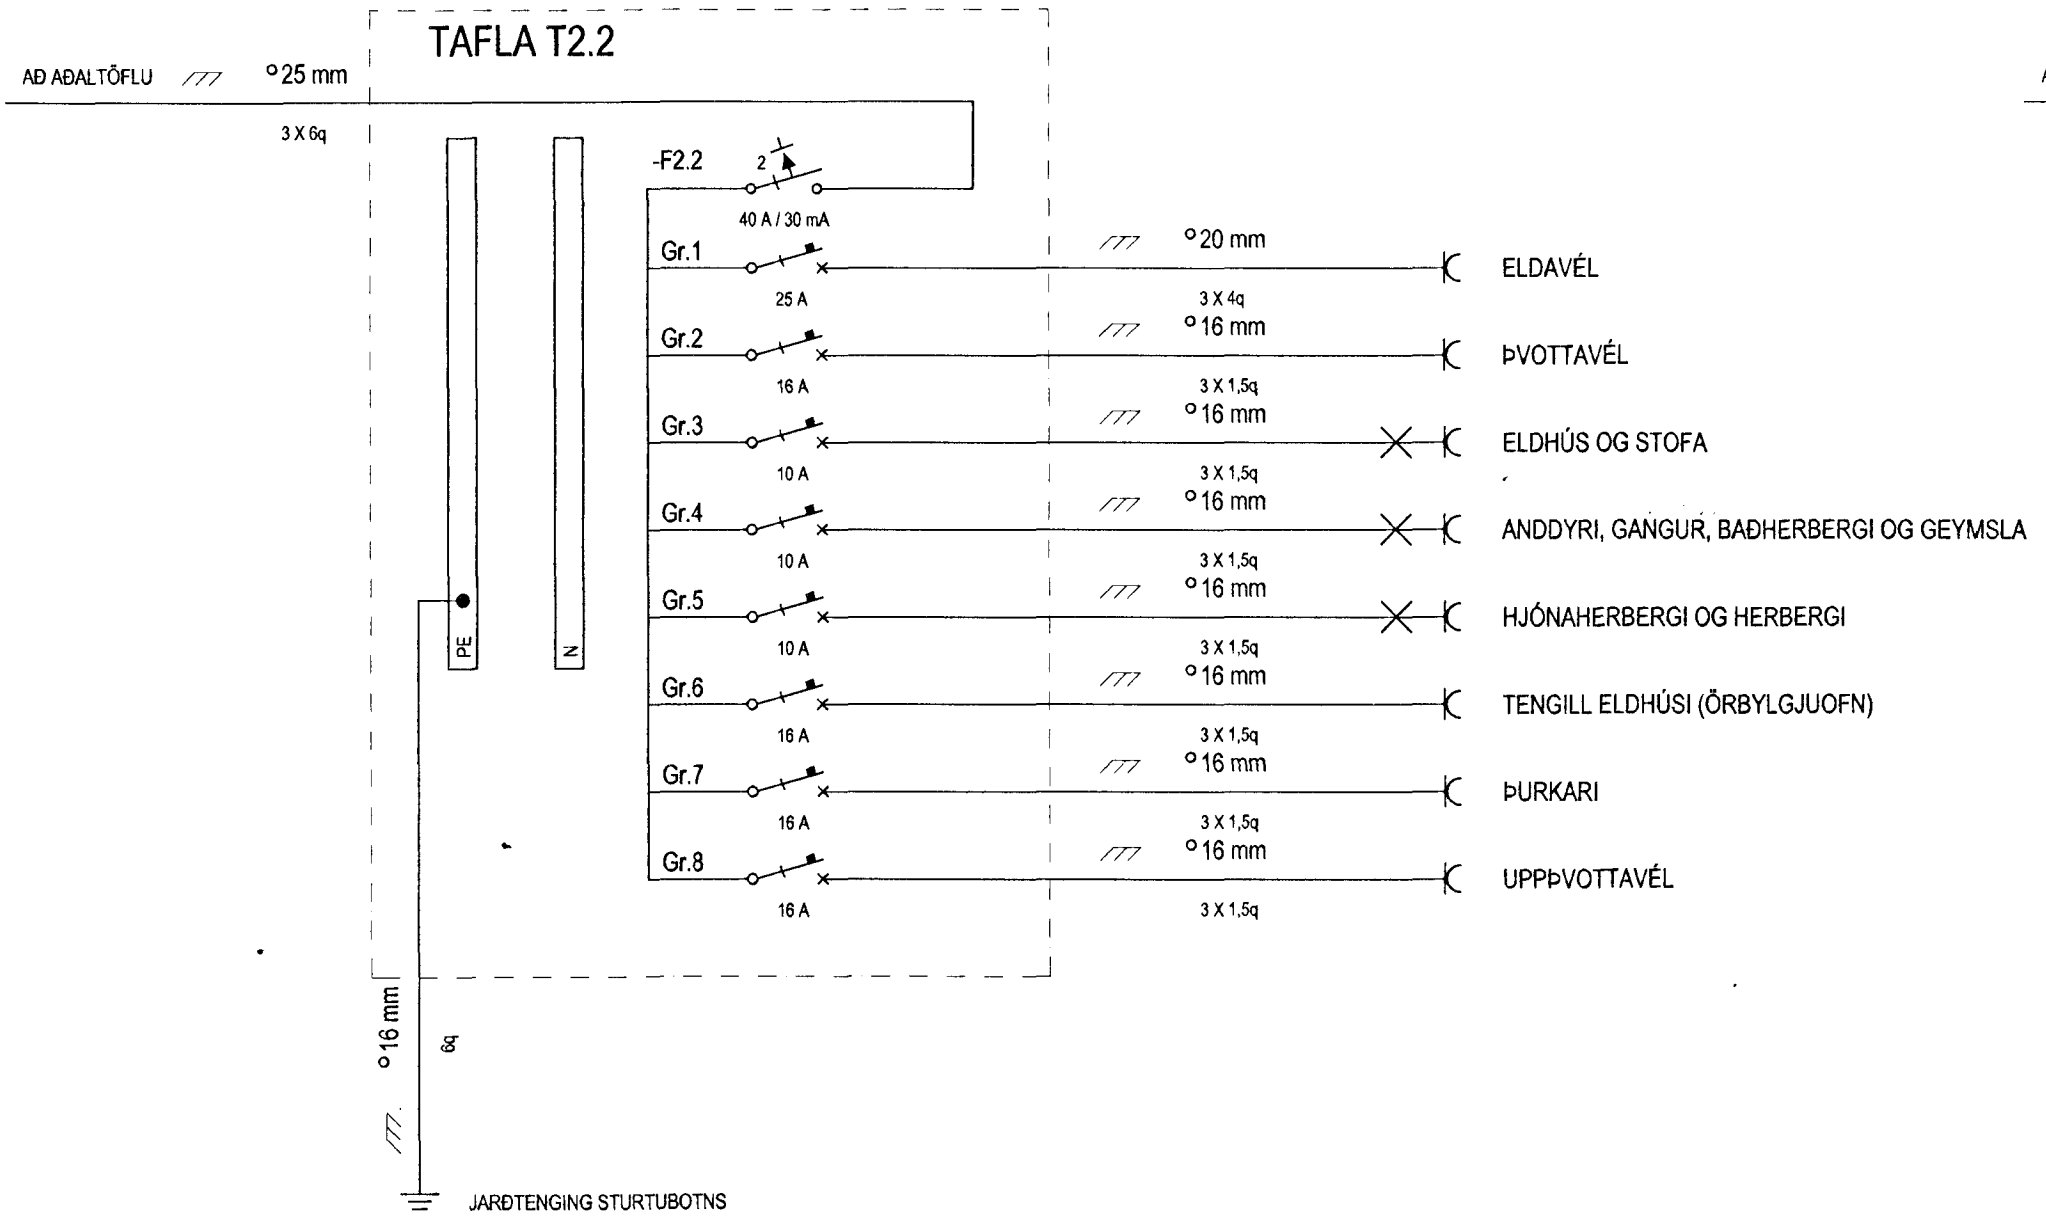 TAFLA T2.2
AÐ AÐALTÖFLU
°25 mm
3 X 6q
-F2.2
2
40 A / 30 mA
Gr.1
25 A
°20 mm
3 X 4q
ELDAVÉL
Gr.2
16 A
°16 mm
3 X 1,5q
ÞVOTTAVÉL
Gr.3
10 A
°16 mm
3 X 1,5q
ELDHÚS OG STOFA
Gr.4
10 A
°16 mm
3 X 1,5q
ANDDYRI, GANGUR, BAÐHERBERGI OG GEYMSLA
Gr.5
10 A
°16 mm
3 X 1,5q
HJÓNAHERBERGI OG HERBERGI
Gr.6
16 A
°16 mm
3 X 1,5q
TENGILL ELDHÚSI (ÖRBYLGJUOFN)
Gr.7
16 A
°16 mm
3 X 1,5q
ÞURKARI
Gr.8
16 A
°16 mm
3 X 1,5q
UPPÞVOTTAVÉL
PE
N
°16 mm
6q
JARÐTENGING STURTUBOTNS